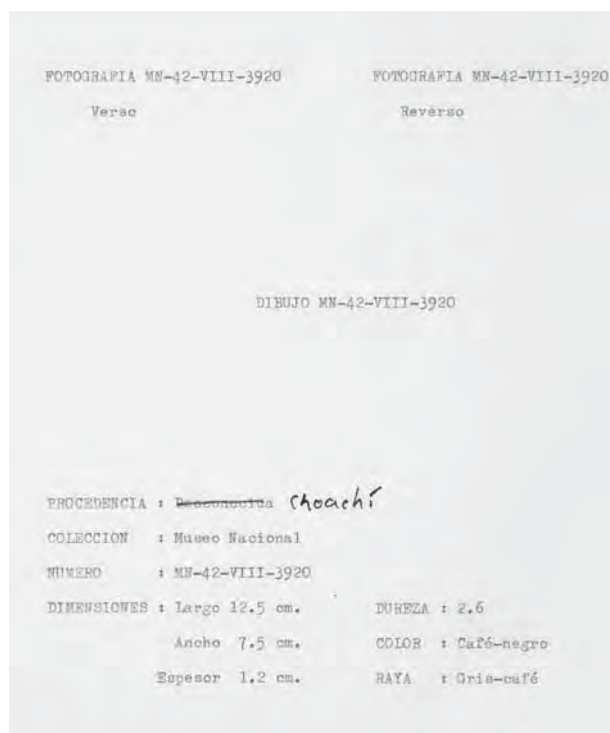 FOTOGRAFIA MN-42-VIII-3920 FOTOGRAFIA MN-42-VIII-3920
Verso Reverso
DIBUJO MN-42-VIII-3920
PROCEDENCIA : Desconocida Choachí
COLECCION : Museo Nacional
NUMERO : MN-42-VIII-3920
DIMENSIONES : Largo 12.5 cm. DUREZA : 2.6
Ancho 7.5 cm. COLOR : Café-negro
Espesor 1.2 cm. RAYA : Gris-café